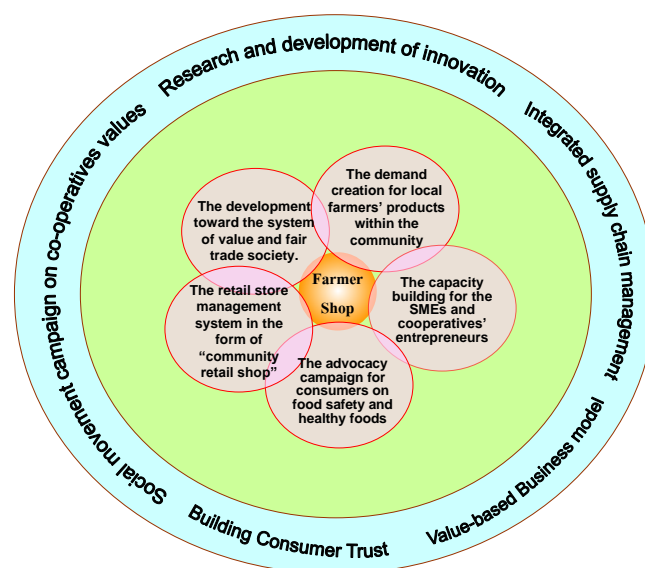 Research and development of innovation
Integrated supply chain management
Value-based Business model
Building Consumer Trust
Social movement campaign on co-operatives values
The demand
creation for local
farmers' products
within the
community
The development
toward the system
of value and fair
trade society.
Farmer
Shop
The capacity
building for the
SMEs and
cooperatives'
entrepreneurs
The retail store
management
system in the
form of
“community
retail shop”
The advocacy
campaign for
consumers on
food safety and
healthy foods